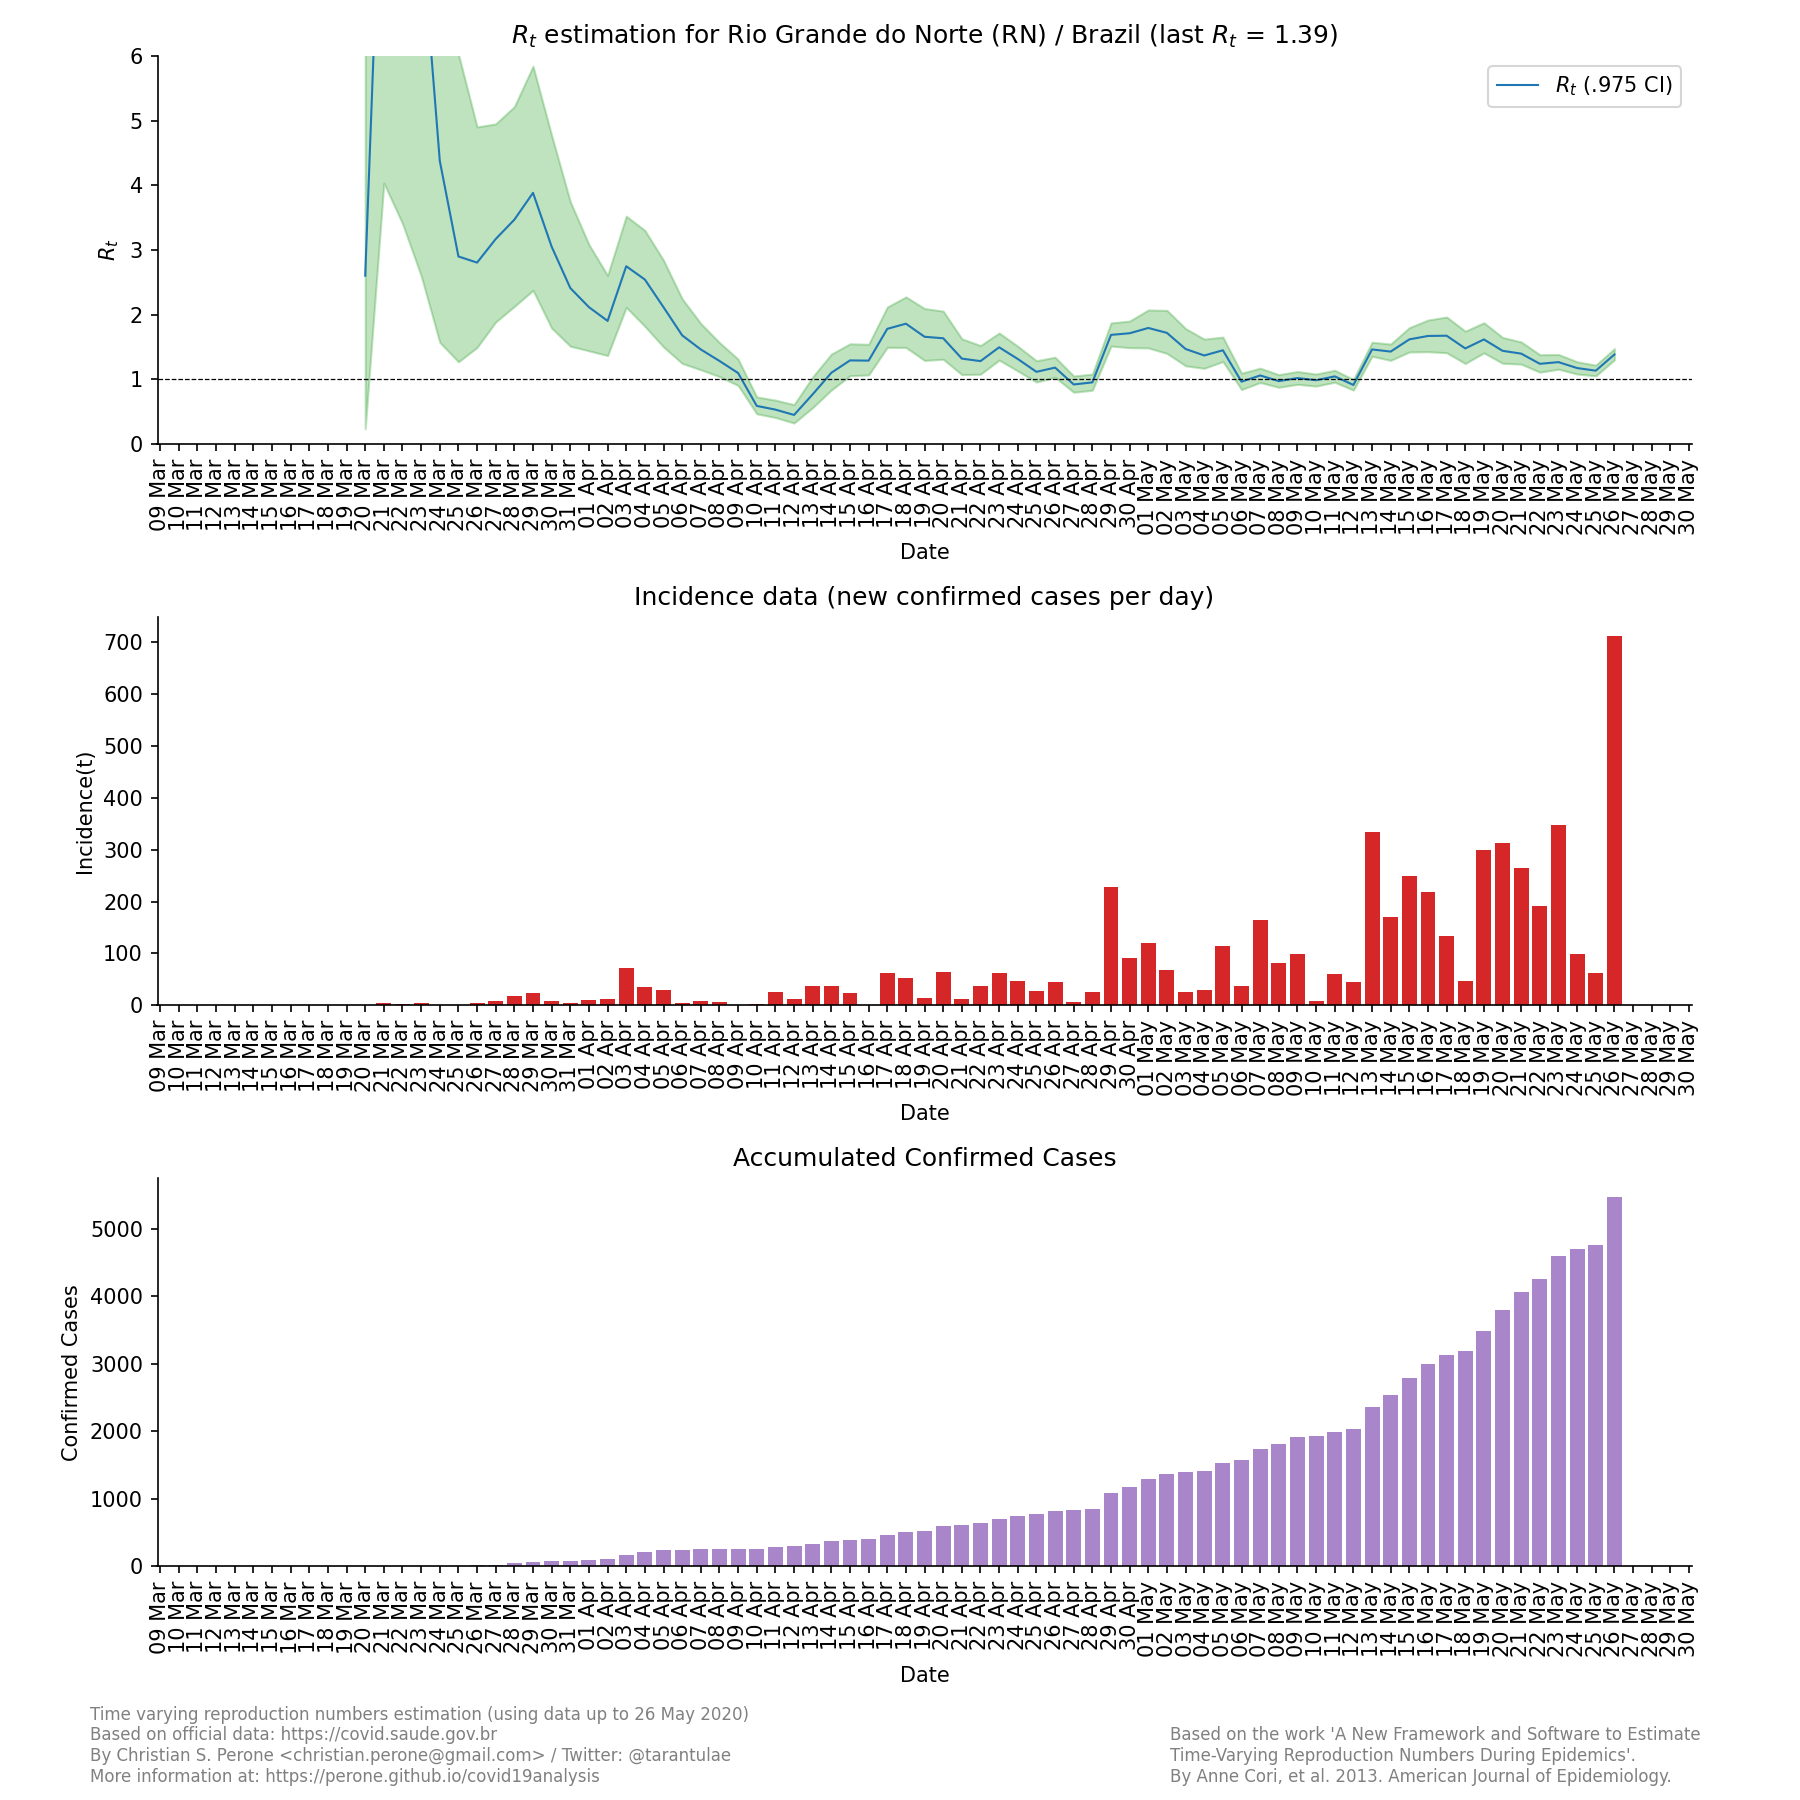 R_t estimation for Rio Grande do Norte (RN) / Brazil (last R_t = 1.39)
R_t (.975 CI)
6
5
4
3
2
1
0
R_t
09 Mar 10 Mar 11 Mar 12 Mar 13 Mar 14 Mar 15 Mar 16 Mar 17 Mar 18 Mar 19 Mar 20 Mar 21 Mar 22 Mar 23 Mar 24 Mar 25 Mar 26 Mar 27 Mar 28 Mar 29 Mar 30 Mar 31 Mar 01 Apr 02 Apr 03 Apr 04 Apr 05 Apr 06 Apr 07 Apr 08 Apr 09 Apr 10 Apr 11 Apr 12 Apr 13 Apr 14 Apr 15 Apr 16 Apr 17 Apr 18 Apr 19 Apr 20 Apr 21 Apr 22 Apr 23 Apr 24 Apr 25 Apr 26 Apr 27 Apr 28 Apr 29 Apr 30 Apr 01 May 02 May 03 May 04 May 05 May 06 May 07 May 08 May 09 May 10 May 11 May 12 May 13 May 14 May 15 May 16 May 17 May 18 May 19 May 20 May 21 May 22 May 23 May 24 May 25 May 26 May 27 May 28 May 29 May 30 May
Date
Incidence data (new confirmed cases per day)
700
600
500
400
300
200
100
0
Incidence(t)
09 Mar 10 Mar 11 Mar 12 Mar 13 Mar 14 Mar 15 Mar 16 Mar 17 Mar 18 Mar 19 Mar 20 Mar 21 Mar 22 Mar 23 Mar 24 Mar 25 Mar 26 Mar 27 Mar 28 Mar 29 Mar 30 Mar 31 Mar 01 Apr 02 Apr 03 Apr 04 Apr 05 Apr 06 Apr 07 Apr 08 Apr 09 Apr 10 Apr 11 Apr 12 Apr 13 Apr 14 Apr 15 Apr 16 Apr 17 Apr 18 Apr 19 Apr 20 Apr 21 Apr 22 Apr 23 Apr 24 Apr 25 Apr 26 Apr 27 Apr 28 Apr 29 Apr 30 Apr 01 May 02 May 03 May 04 May 05 May 06 May 07 May 08 May 09 May 10 May 11 May 12 May 13 May 14 May 15 May 16 May 17 May 18 May 19 May 20 May 21 May 22 May 23 May 24 May 25 May 26 May 27 May 28 May 29 May 30 May
Date
Accumulated Confirmed Cases
5000
4000
3000
2000
1000
0
Confirmed Cases
09 Mar 10 Mar 11 Mar 12 Mar 13 Mar 14 Mar 15 Mar 16 Mar 17 Mar 18 Mar 19 Mar 20 Mar 21 Mar 22 Mar 23 Mar 24 Mar 25 Mar 26 Mar 27 Mar 28 Mar 29 Mar 30 Mar 31 Mar 01 Apr 02 Apr 03 Apr 04 Apr 05 Apr 06 Apr 07 Apr 08 Apr 09 Apr 10 Apr 11 Apr 12 Apr 13 Apr 14 Apr 15 Apr 16 Apr 17 Apr 18 Apr 19 Apr 20 Apr 21 Apr 22 Apr 23 Apr 24 Apr 25 Apr 26 Apr 27 Apr 28 Apr 29 Apr 30 Apr 01 May 02 May 03 May 04 May 05 May 06 May 07 May 08 May 09 May 10 May 11 May 12 May 13 May 14 May 15 May 16 May 17 May 18 May 19 May 20 May 21 May 22 May 23 May 24 May 25 May 26 May 27 May 28 May 29 May 30 May
Date
Time varying reproduction numbers estimation (using data up to 26 May 2020)
Based on official data: https://covid.saude.gov.br
By Christian S. Perone <christian.perone@gmail.com> / Twitter: @tarantulae
More information at: https://perone.github.io/covid19analysis
Based on the work 'A New Framework and Software to Estimate
Time-Varying Reproduction Numbers During Epidemics'.
By Anne Cori, et al. 2013. American Journal of Epidemiology.